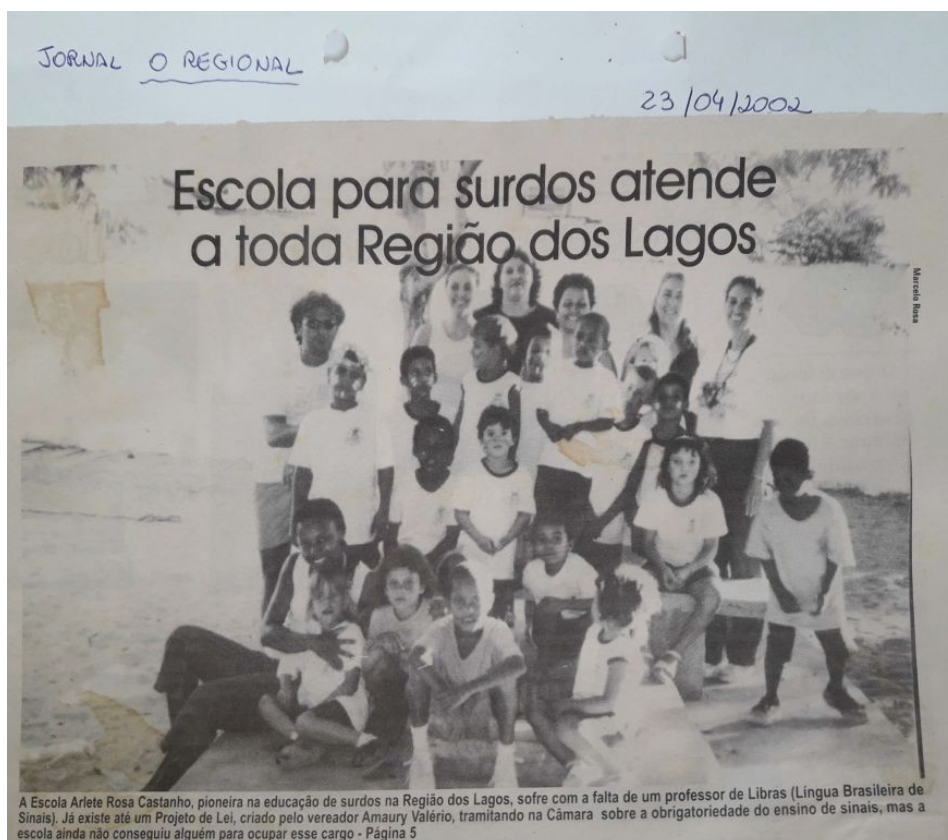 JORNAL O REGIONAL
23/04/2002
Escola para surdos atende
a toda Região dos Lagos
Marcelo Rosa
A Escola Arlete Rosa Castanho, pioneira na educação de surdos na Região dos Lagos, sofre com a falta de um professor de Libras (Língua Brasileira de
Sinais). Já existe até um Projeto de Lei, criado pelo vereador Amaury Valério, tramitando na Câmara sobre a obrigatoriedade do ensino de sinais, mas a
escola ainda não conseguiu alguém para ocupar esse cargo - Página 5